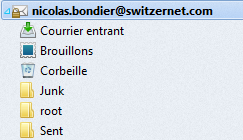 nicolas.bondier@switzernet.com
Courrier entrant
Brouillons
Corbeille
Junk
root
Sent